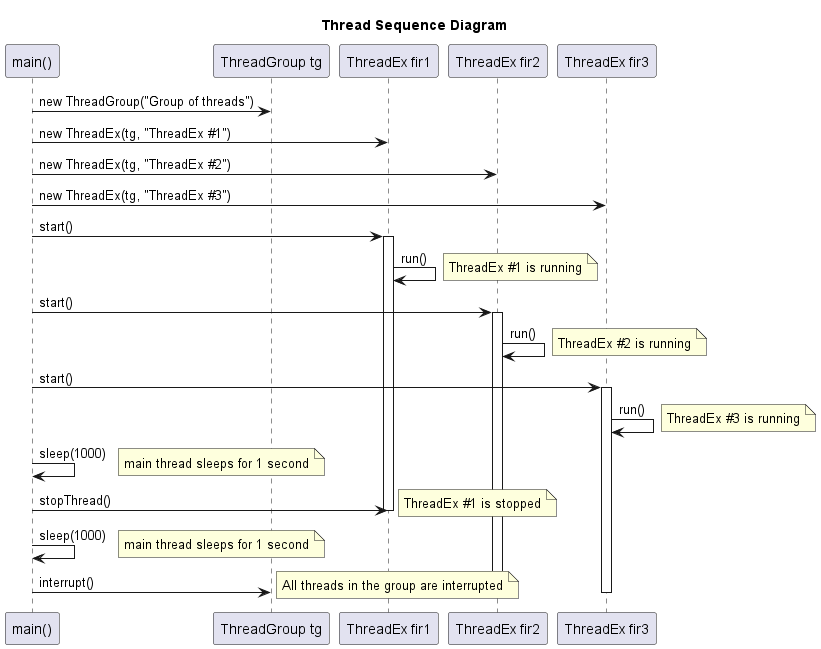 Thread Sequence Diagram
main()
ThreadGroup tg
ThreadEx fir1
ThreadEx fir2
ThreadEx fir3
new ThreadGroup("Group of threads")
new ThreadEx(tg, "ThreadEx #1")
new ThreadEx(tg, "ThreadEx #2")
new ThreadEx(tg, "ThreadEx #3")
start()
run()
ThreadEx #1 is running
start()
run()
ThreadEx #2 is running
start()
run()
ThreadEx #3 is running
sleep(1000)
main thread sleeps for 1 second
stopThread()
ThreadEx #1 is stopped
sleep(1000)
main thread sleeps for 1 second
interrupt()
All threads in the group are interrupted
main()
ThreadGroup tg
ThreadEx fir1
ThreadEx fir2
ThreadEx fir3